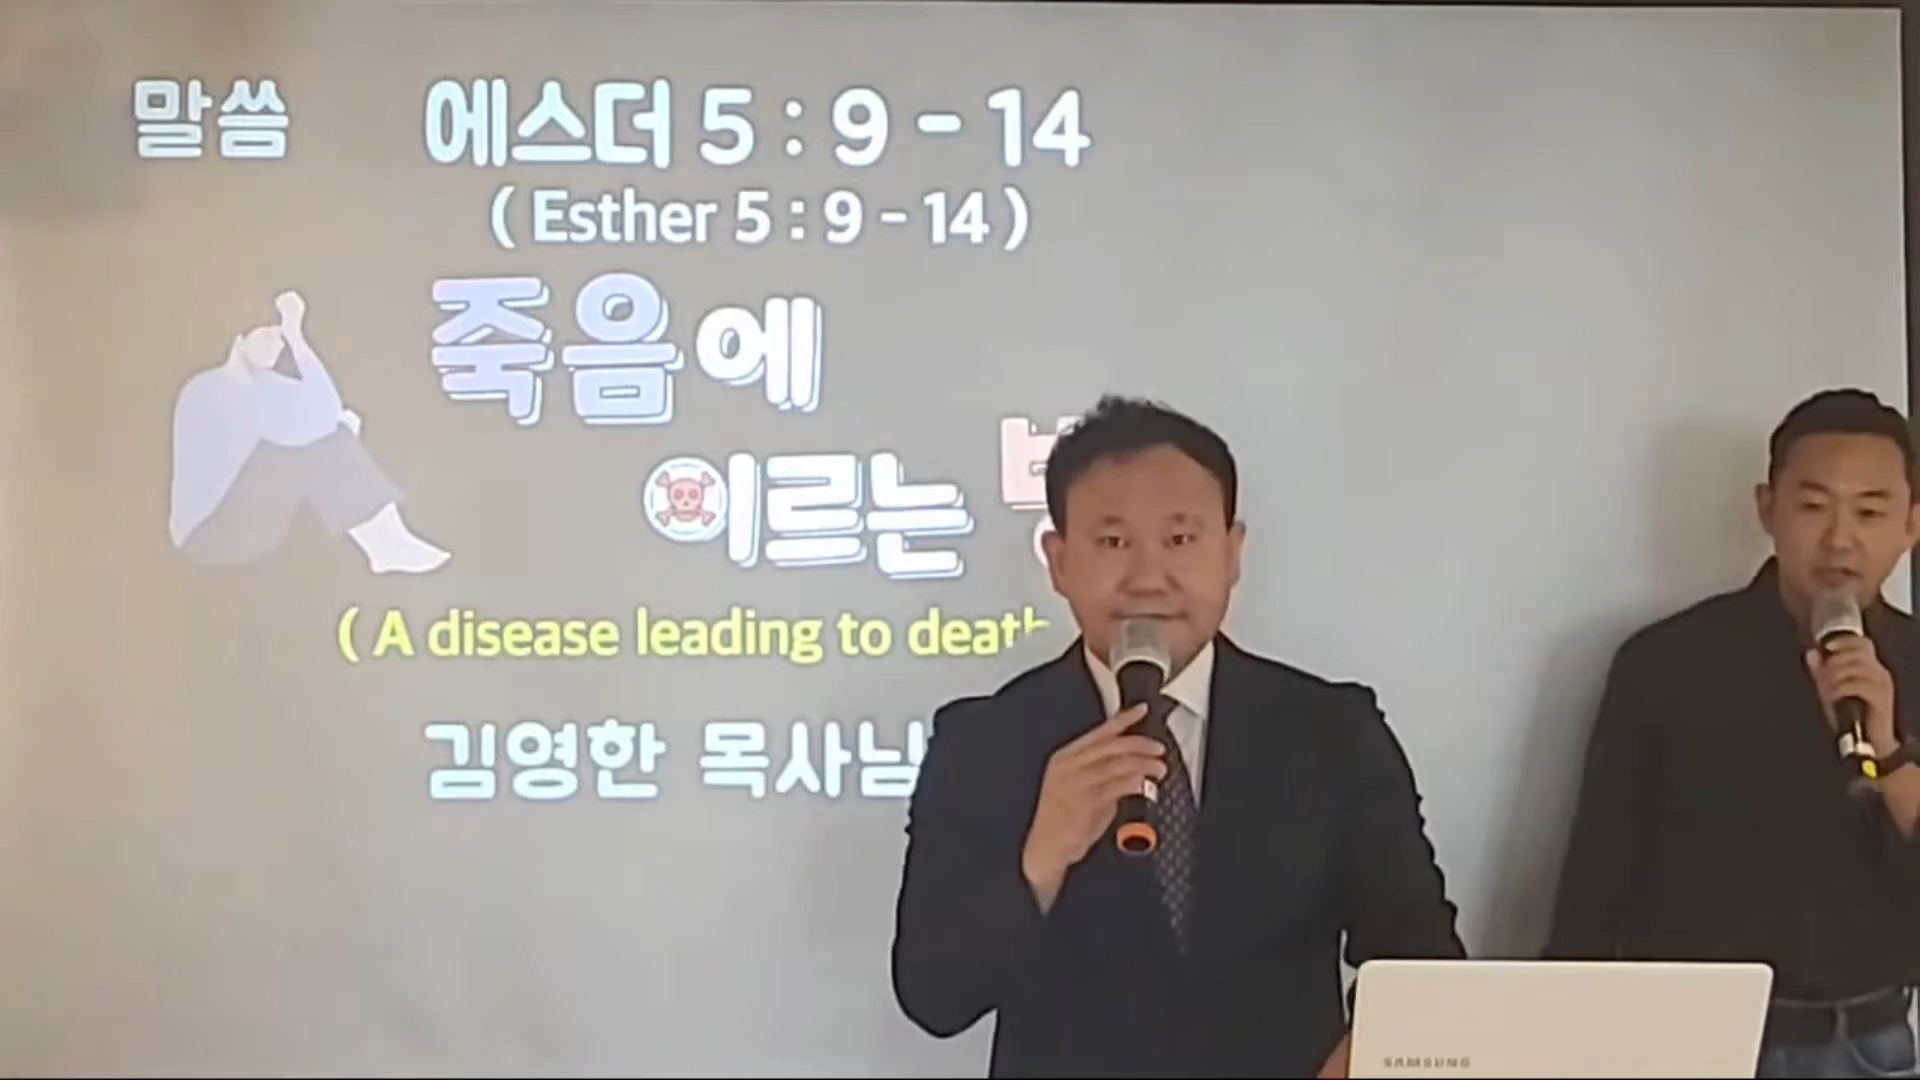 말씀 에스더 5 : 9 - 14
( Esther 5 : 9 - 14 )
죽음에
이르는
( A disease leading to death
김영한 목사님
SAMSUNG